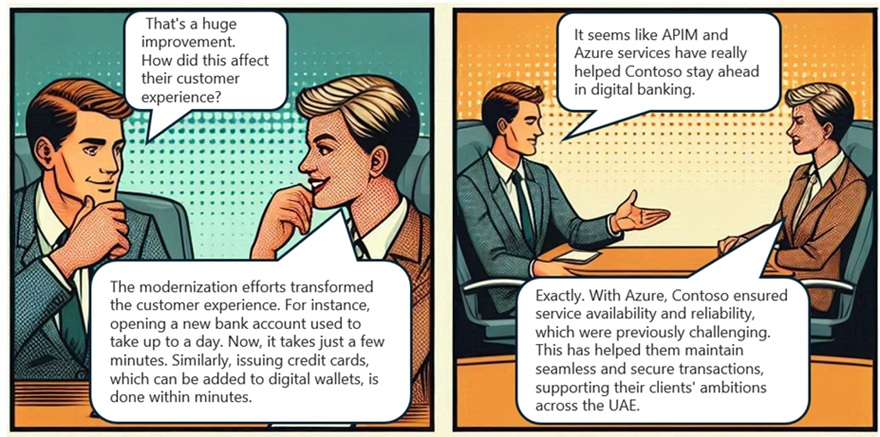 That's a huge
improvement.
How did this affect
their customer
experience?
The modernization efforts transformed
the customer experience. For instance,
opening a new bank account used to
take up to a day. Now, it takes just a few
minutes. Similarly, issuing credit cards,
which can be added to digital wallets, is
done within minutes.
It seems like APIM and
Azure services have really
helped Contoso stay ahead
in digital banking.
Exactly. With Azure, Contoso ensured
service availability and reliability,
which were previously challenging.
This has helped them maintain
seamless and secure transactions,
supporting their clients' ambitions
across the UAE.